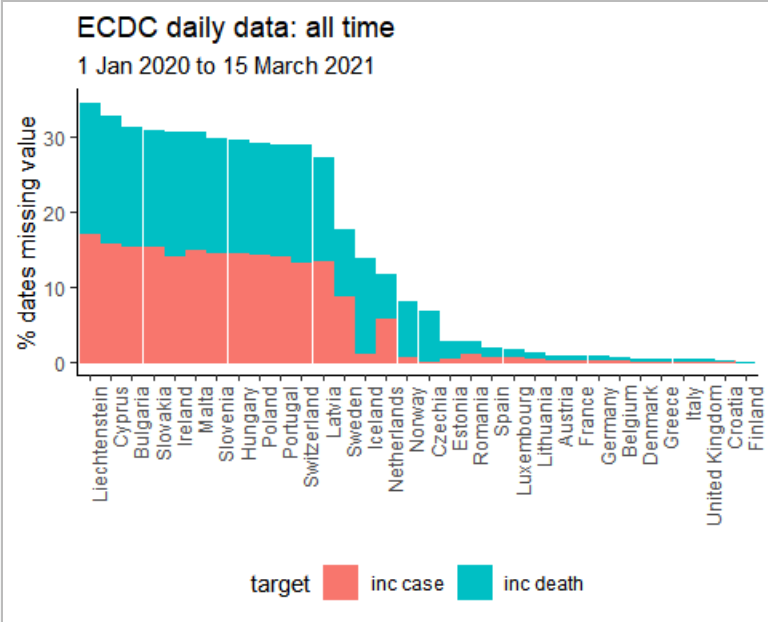 ECDC daily data: all time
1 Jan 2020 to 15 March 2021
% dates missing value
30
20
10
0
Liechtenstein
Cyprus
Bulgaria
Slovakia
Ireland
Malta
Slovenia
Hungary
Poland
Portugal
Switzerland
Latvia
Sweden
Iceland
Netherlands
Norway
Czechia
Estonia
Romania
Spain
Luxembourg
Lithuania
Austria
France
Germany
Belgium
Denmark
Greece
Italy
United Kingdom
Croatia
Finland
target inc case inc death